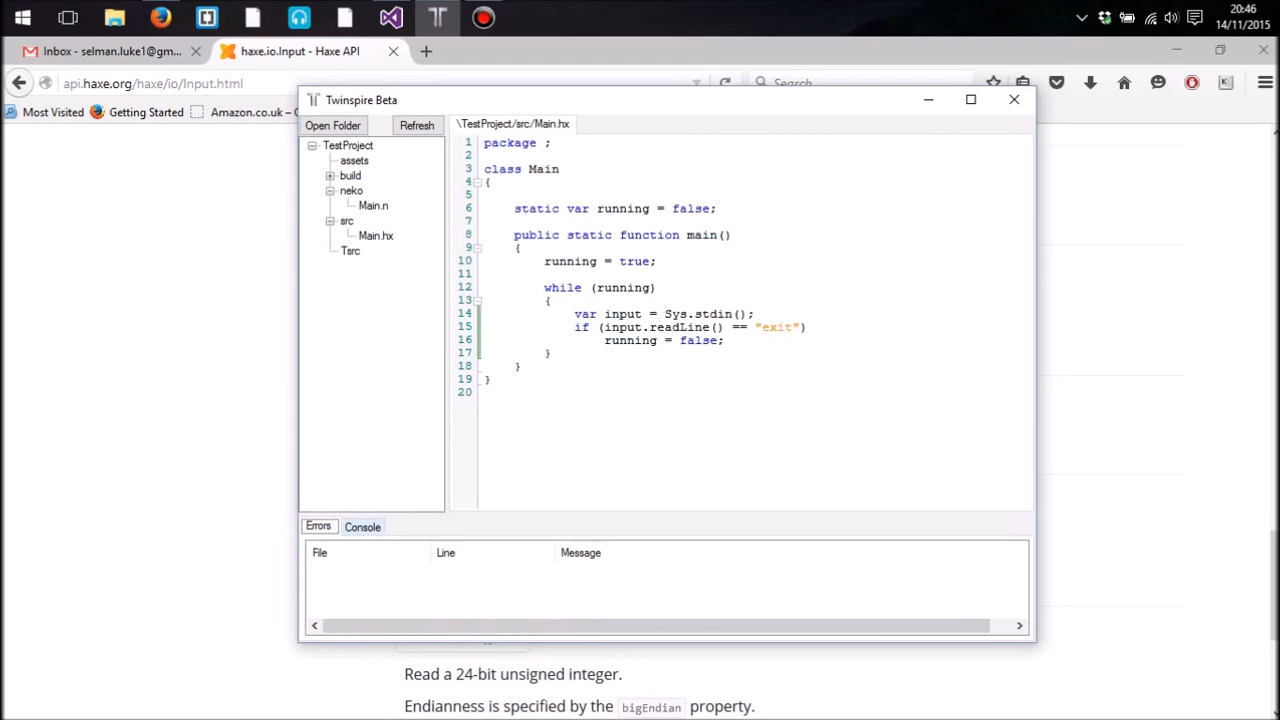 20:46
14/11/2015
Inbox - selman.luke1@gm...
haxe.io.Input - Haxe API
api.haxe.org/haxe/io/Input.html
Search
Most Visited
Getting Started
Amazon.co.uk –
Twinspire Beta
Open Folder
Refresh
\TestProject/src/Main.hx
TestProject
assets
build
neko
Main.n
src
Main.hx
Tsrc
1 package ;
2
3 class Main
4 {
5
6 static var running = false;
7
8 public static function main()
9 {
10 running = true;
11
12 while (running)
13 {
14 var input = Sys.stdin();
15 if (input.readLine() == "exit")
16 running = false;
17 }
18 }
19 }
20
Errors
Console
File Line Message
Read a 24-bit unsigned integer.
Endianness is specified by the bigEndian property.